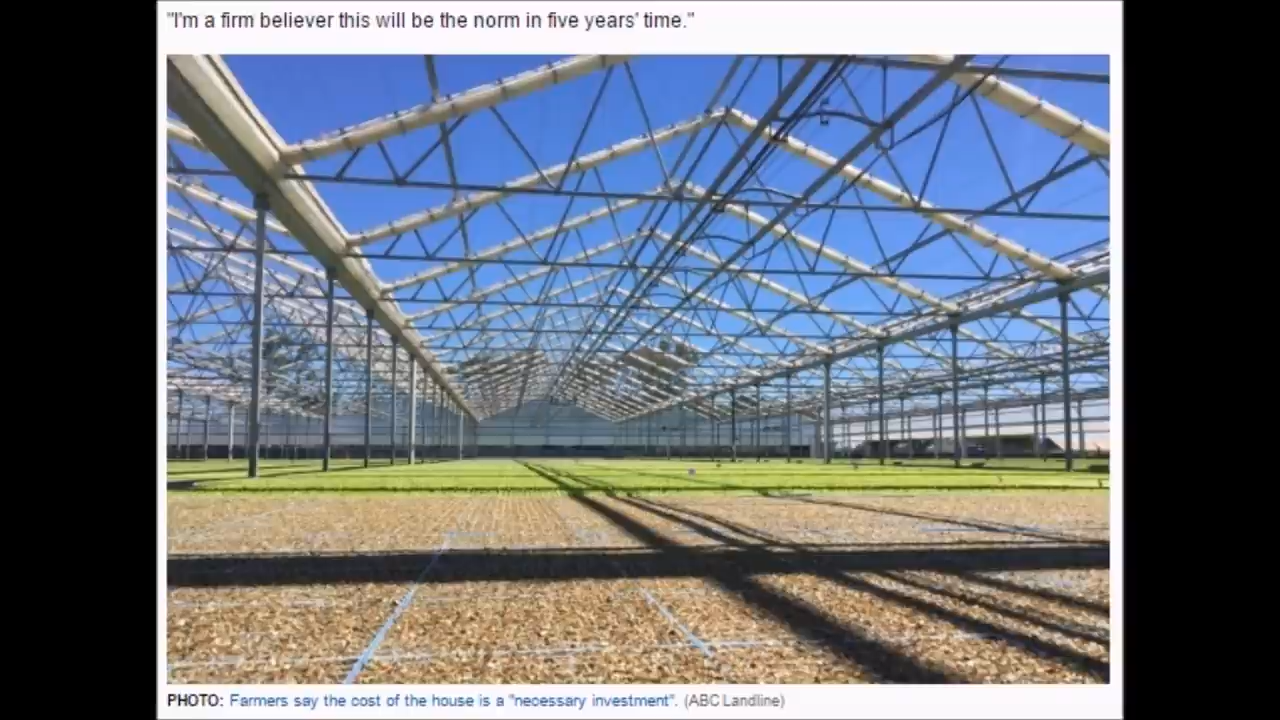 "I'm a firm believer this will be the norm in five years' time."
PHOTO: Farmers say the cost of the house is a "necessary investment". (ABC Landline)